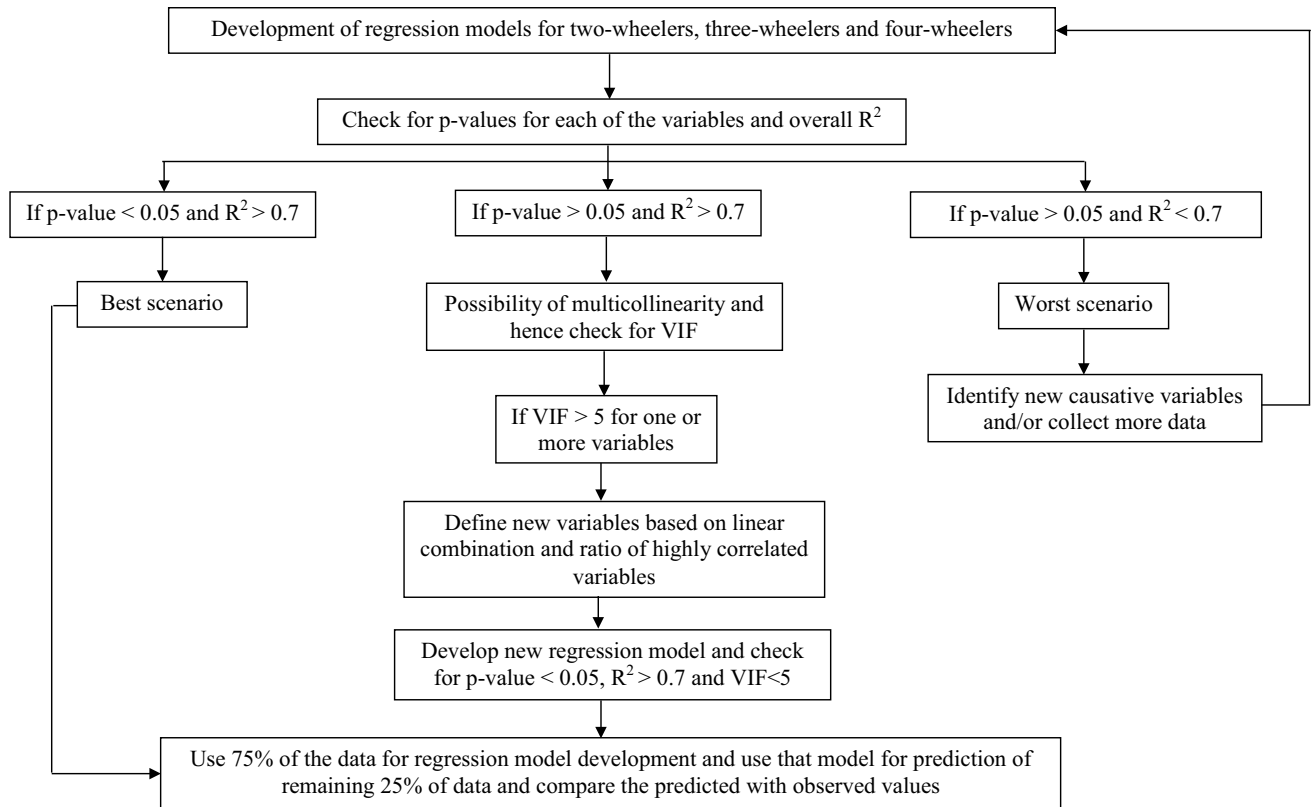 Development of regression models for two-wheelers, three-wheelers and four-wheelers
Check for p-values for each of the variables and overall R²
If p-value < 0.05 and R² > 0.7
If p-value > 0.05 and R² > 0.7
If p-value > 0.05 and R² < 0.7
Best scenario
Possibility of multicollinearity and
hence check for VIF
Worst scenario
If VIF > 5 for one or
more variables
Identify new causative variables
and/or collect more data
Define new variables based on linear
combination and ratio of highly correlated
variables
Develop new regression model and check
for p-value < 0.05, R² > 0.7 and VIF<5
Use 75% of the data for regression model development and use that model for prediction of
remaining 25% of data and compare the predicted with observed values